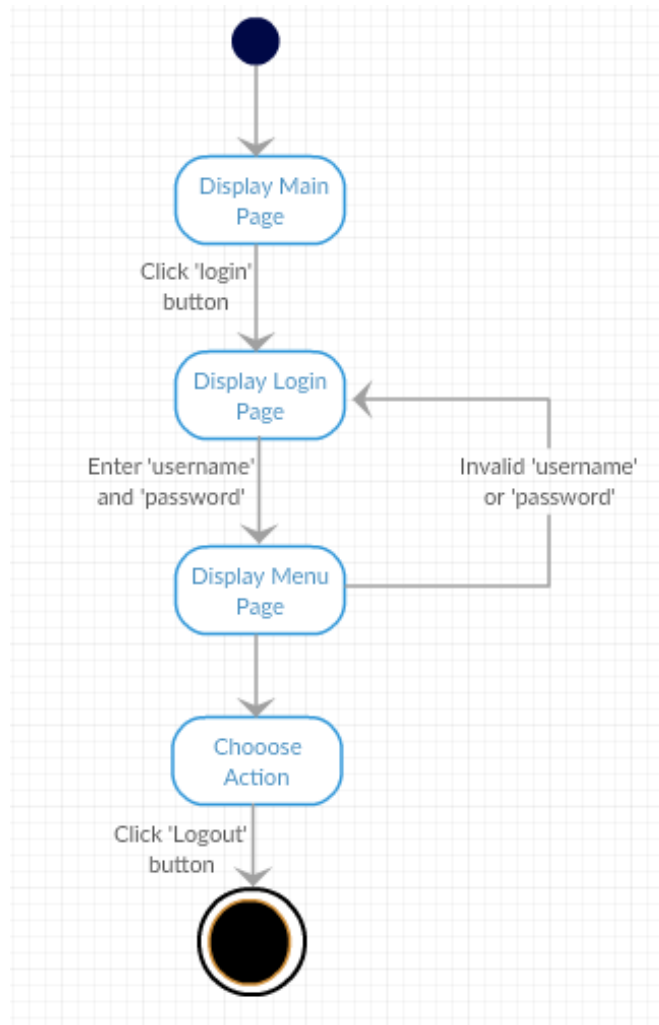 Display Main
Page
Click 'login'
button
Display Login
Page
Enter 'username'
and 'password'
Invalid 'username'
or 'password'
Display Menu
Page
Chooose
Action
Click 'Logout'
button